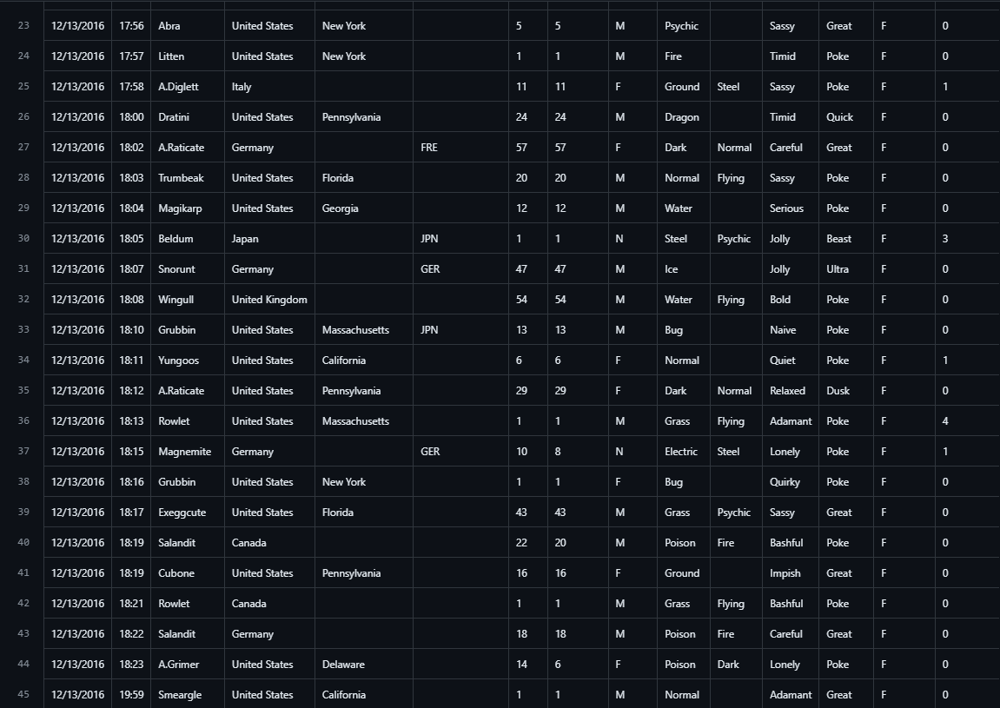 23 12/13/2016 17:56 Abra United States New York 5 5 M Psychic Sassy Great F 0
24 12/13/2016 17:57 Litten United States New York 1 1 M Fire Timid Poke F 0
25 12/13/2016 17:58 A.Diglett Italy 11 11 F Ground Steel Sassy Poke F 1
26 12/13/2016 18:00 Dratini United States Pennsylvania 24 24 M Dragon Timid Quick F 0
27 12/13/2016 18:02 A.Raticate Germany FRE 57 57 F Dark Normal Careful Great F 0
28 12/13/2016 18:03 Trumbeak United States Florida 20 20 M Normal Flying Sassy Poke F 0
29 12/13/2016 18:04 Magikarp United States Georgia 12 12 M Water Serious Poke F 0
30 12/13/2016 18:05 Beldum Japan JPN 1 1 N Steel Psychic Jolly Beast F 3
31 12/13/2016 18:07 Snorunt Germany GER 47 47 M Ice Jolly Ultra F 0
32 12/13/2016 18:08 Wingull United Kingdom 54 54 M Water Flying Bold Poke F 0
33 12/13/2016 18:10 Grubbin United States Massachusetts JPN 13 13 M Bug Naive Poke F 0
34 12/13/2016 18:11 Yungoos United States California 6 6 F Normal Quiet Poke F 1
35 12/13/2016 18:12 A.Raticate United States Pennsylvania 29 29 F Dark Normal Relaxed Dusk F 0
36 12/13/2016 18:13 Rowlet United States Massachusetts 1 1 M Grass Flying Adamant Poke F 4
37 12/13/2016 18:15 Magnemite Germany GER 10 8 N Electric Steel Lonely Poke F 1
38 12/13/2016 18:16 Grubbin United States New York 1 1 F Bug Quirky Poke F 0
39 12/13/2016 18:17 Exeggcute United States Florida 43 43 M Grass Psychic Sassy Great F 0
40 12/13/2016 18:19 Salandit Canada 22 20 M Poison Fire Bashful Poke F 0
41 12/13/2016 18:19 Cubone United States Pennsylvania 16 16 F Ground Impish Great F 0
42 12/13/2016 18:21 Rowlet Canada 1 1 M Grass Flying Bashful Poke F 0
43 12/13/2016 18:22 Salandit Germany 18 18 M Poison Fire Careful Great F 0
44 12/13/2016 18:23 A.Grimer United States Delaware 14 6 F Poison Dark Lonely Poke F 0
45 12/13/2016 19:59 Smeargle United States California 1 1 M Normal Adamant Great F 0